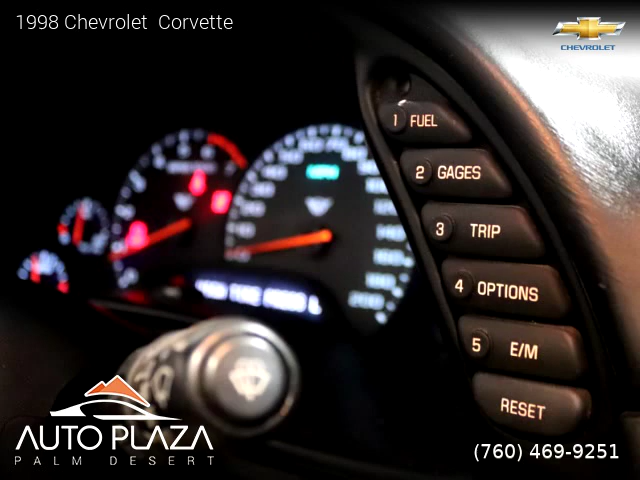 1998 Chevrolet Corvette
CHEVROLET
1 FUEL
2 GAGES
3 TRIP
4 OPTIONS
5 E/M
RESET
AUTO PLAZA
PALM DESERT
(760) 469-9251